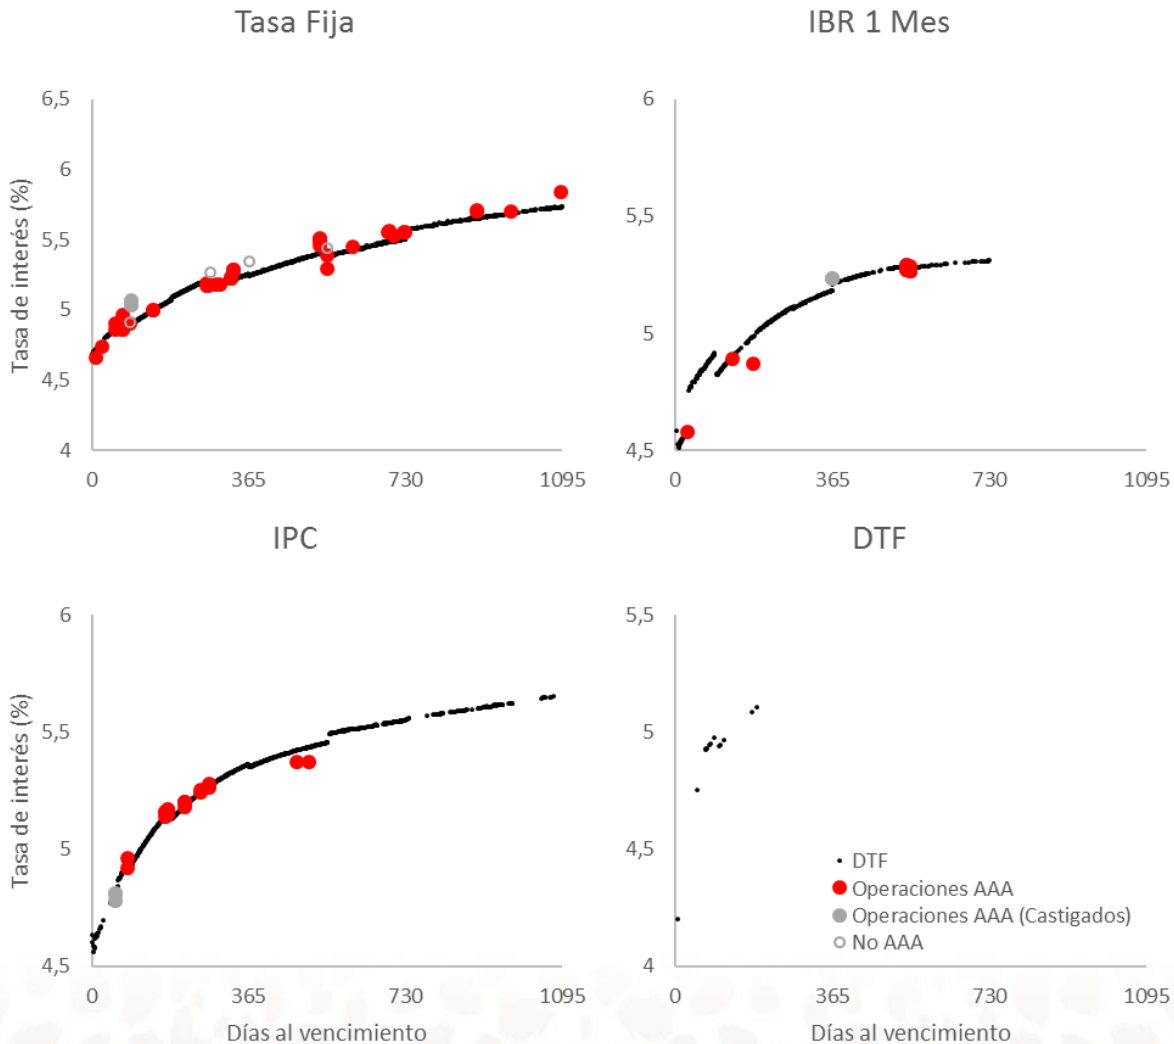 Tasa Fija
6,5
6
5,5
5
4,5
4
Tasa de interés (%)
0 365 730 1095
IBR 1 Mes
6
5,5
5
4,5
0 365 730 1095
IPC
6
5,5
5
4,5
Tasa de interés (%)
0 365 730 1095
Días al vencimiento
DTF
5,5
5
4,5
4
DTF
Operaciones AAA
Operaciones AAA (Castigados)
No AAA
0 365 730 1095
Días al vencimiento